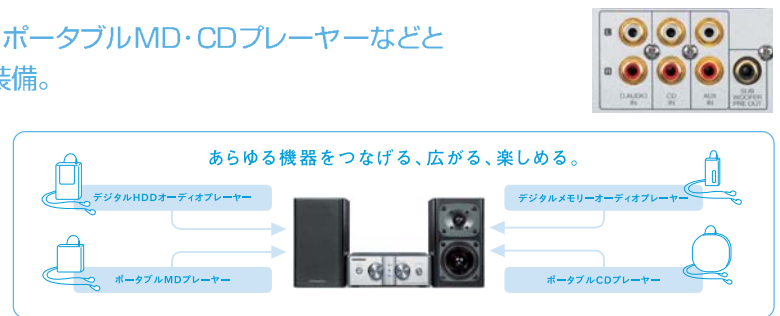 ポータブルMD・CDプレーヤーなどと
装備。
L
R
D.AUDIO IN
CD IN
AUX IN
SUB WOOFER PRE OUT
あらゆる機器をつなげる、広がる、楽しめる。
デジタルHDDオーディオプレーヤー
デジタルメモリーオーディオプレーヤー
ポータブルMDプレーヤー
ポータブルCDプレーヤー